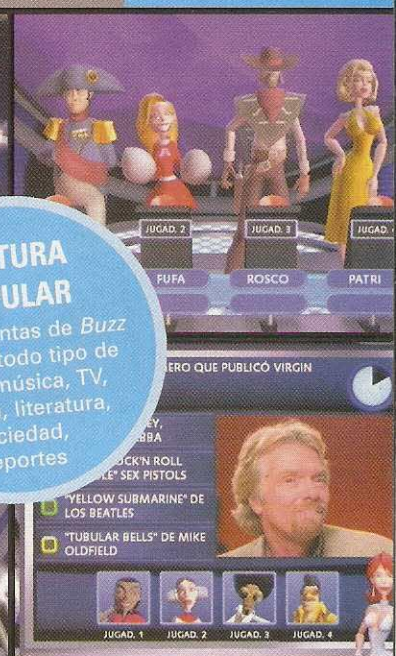 JUGAD. 2
JUGAD. 3
JUGAD.
FUFA
ROSCO
PATRI
TURA
ULAR
ntas de Buzz
todo tipo de
música, TV,
, literatura,
ciedad,
eportes
ERO QUE PUBLICÓ VIRGIN
EY,
BBA
OCK'N ROLL
LE" SEX PISTOLS
"YELLOW SUBMARINE" DE
LOS BEATLES
"TUBULAR BELLS" DE MIKE
OLDFIELD
JUGAD. 1
JUGAD. 2
JUGAD. 3
JUGAD. 4